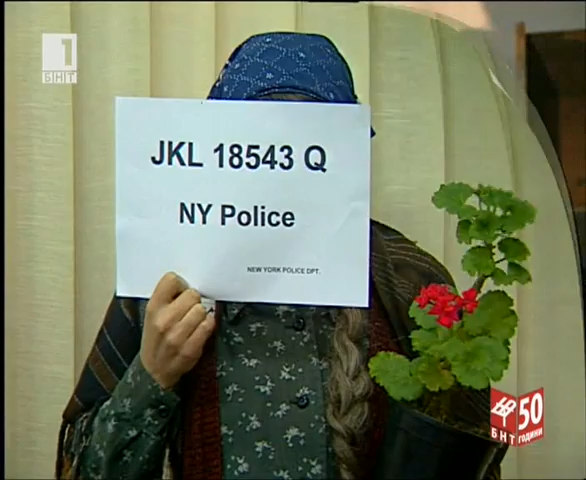 1
БНТ
JKL 18543 Q
NY Police
NEW YORK POLICE DPT.
50
БНТ ГОДИНИ